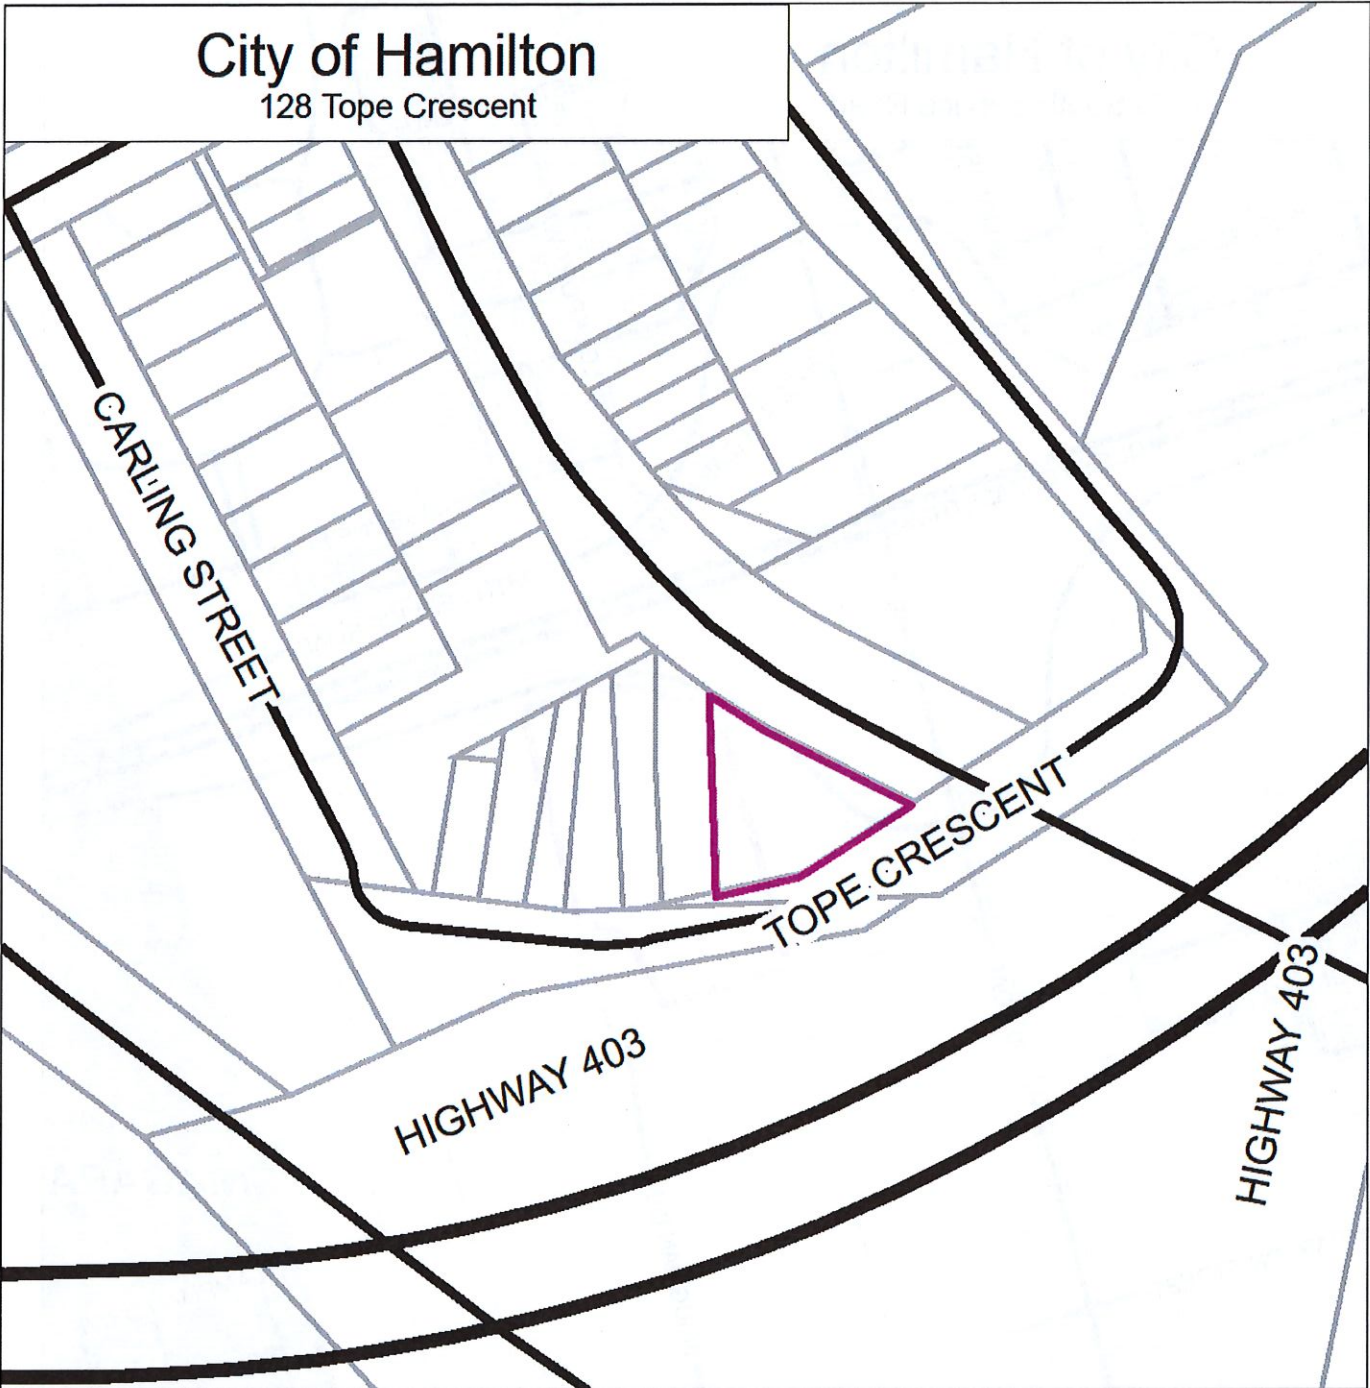 City of Hamilton
128 Tope Crescent
CARLING STREET
TOPE CRESCENT
HIGHWAY 403
HIGHWAY 403